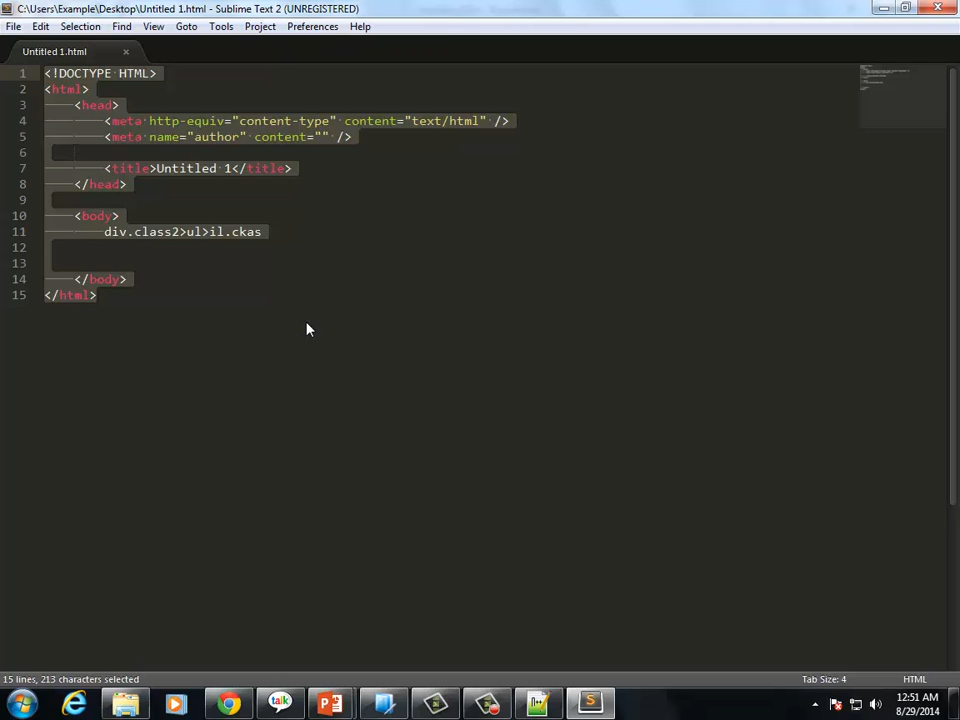 C:\Users\Example\Desktop\Untitled 1.html - Sublime Text 2 (UNREGISTERED)
File Edit Selection Find View Goto Tools Project Preferences Help
Untitled 1.html ×
1 <!DOCTYPE HTML>
2 <html>
3 <head>
4 <meta http-equiv="content-type" content="text/html" />
5 <meta name="author" content="" />
6
7 <title>Untitled 1</title>
8 </head>
9
10 <body>
11 div.class2>ul>il.ckas
12
13
14 </body>
15 </html>
15 lines, 213 characters selected Tab Size: 4 HTML
talk
12:51 AM
8/29/2014